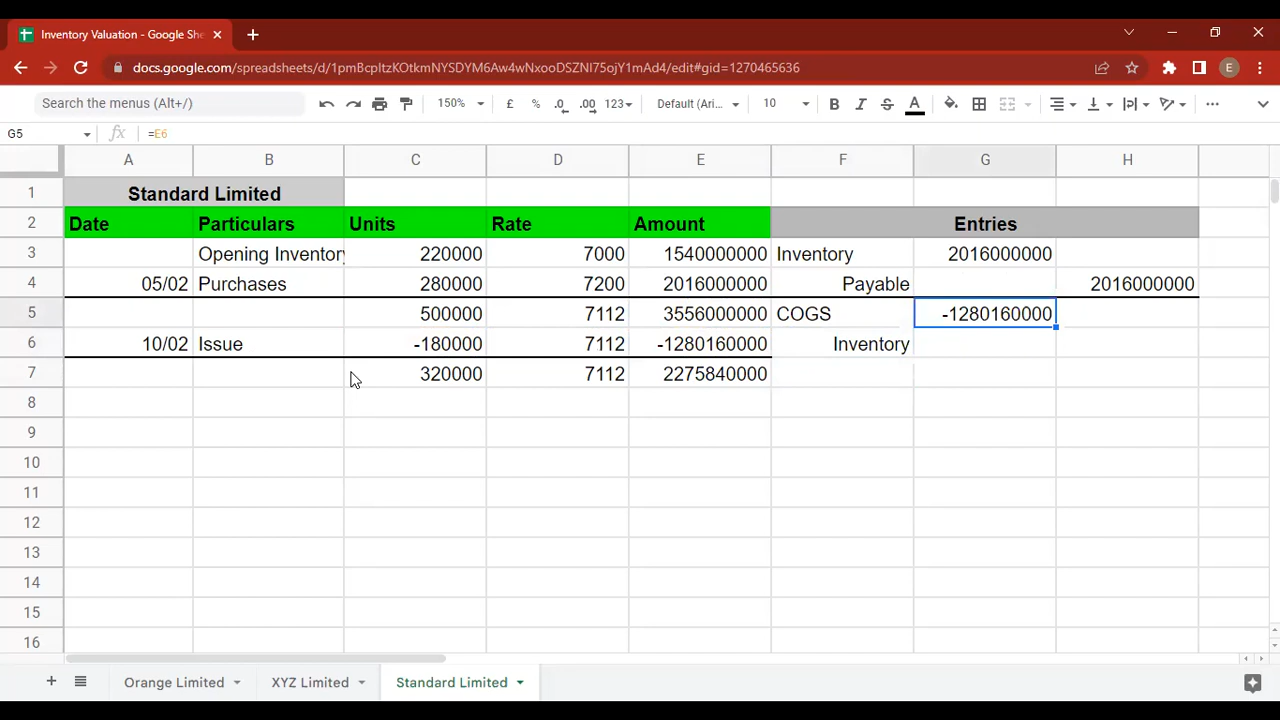 Inventory Valuation - Google She
docs.google.com/spreadsheets/d/1pmBcpItzKOtkmNYSDYM6Aw4wNxooDSZNI75ojY1mAd4/edit#gid=1270465636
E
Search the menus (Alt+/)
150%
£
%
.0
.00
123
Default (Ari...
10
B
I
S
A
G5
fx
=E6
A
B
C
D
E
F
G
H
1
Standard Limited
2
Date
Particulars
Units
Rate
Amount
Entries
3
Opening Inventory
220000
7000
1540000000
Inventory
2016000000
4
05/02
Purchases
280000
7200
2016000000
Payable
2016000000
5
500000
7112
3556000000
COGS
-1280160000
6
10/02
Issue
-180000
7112
-1280160000
Inventory
7
320000
7112
2275840000
8
9
10
11
12
13
14
15
16
Orange Limited
XYZ Limited
Standard Limited